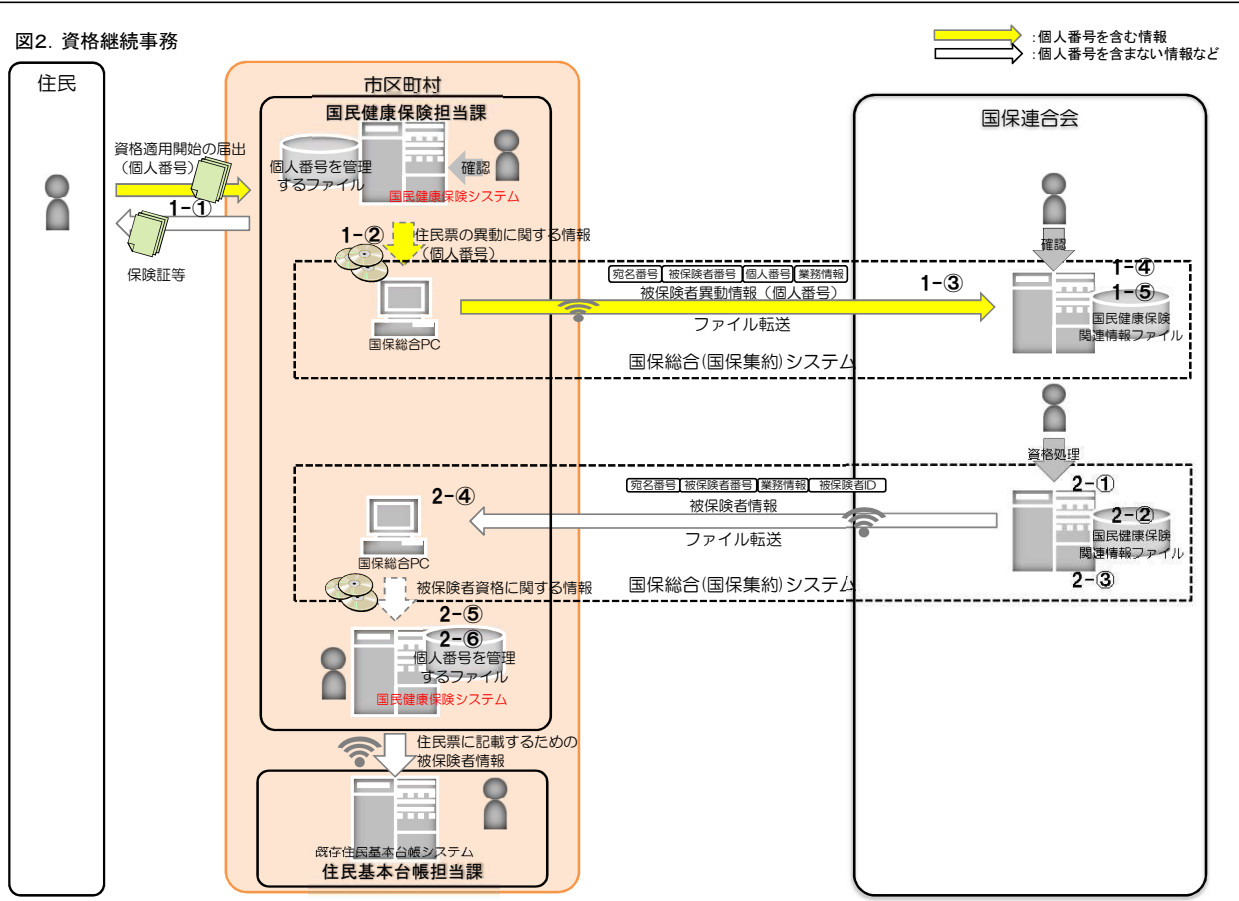 図2．資格継続事務
：個人番号を含む情報
：個人番号を含まない情報など
住民
市区町村
国民健康保険担当課
国保連合会
資格適用開始の届出
（個人番号）
1-①
保険証等
個人番号を管理
するファイル
確認
国民健康保険システム
1-②
住民票の異動に関する情報
（個人番号）
国保総合PC
宛名番号 被保険者番号 個人番号 業務情報
被保険者異動情報（個人番号）
1-③
ファイル転送
国保総合(国保集約)システム
確認
1-④
1-⑤
国民健康保険
関連情報ファイル
資格処理
2-①
2-②
国民健康保険
関連情報ファイル
2-③
宛名番号 被保険者番号 業務情報 被保険者ID
被保険者情報
ファイル転送
国保総合(国保集約)システム
2-④
国保総合PC
被保険者資格に関する情報
2-⑤
2-⑥
個人番号を管理
するファイル
国民健康保険システム
住民票に記載するための
被保険者情報
既存住民基本台帳システム
住民基本台帳担当課